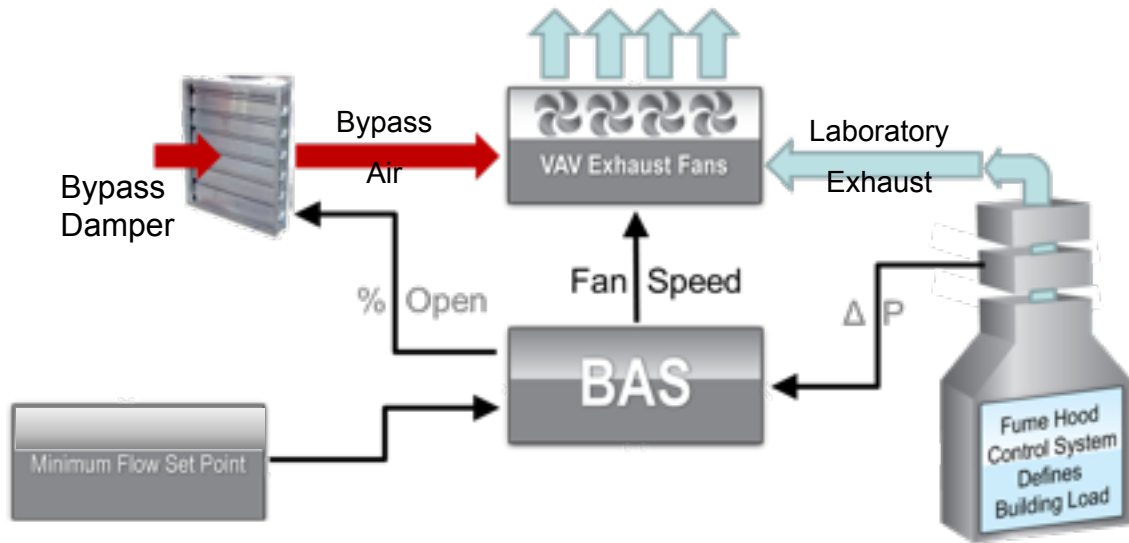 Bypass
Air
Laboratory
Exhaust
VAV Exhaust Fans
Bypass
Damper
% Open
Fan Speed
Δ P
BAS
Minimum Flow Set Point
Fume Hood
Control System
Defines
Building Load